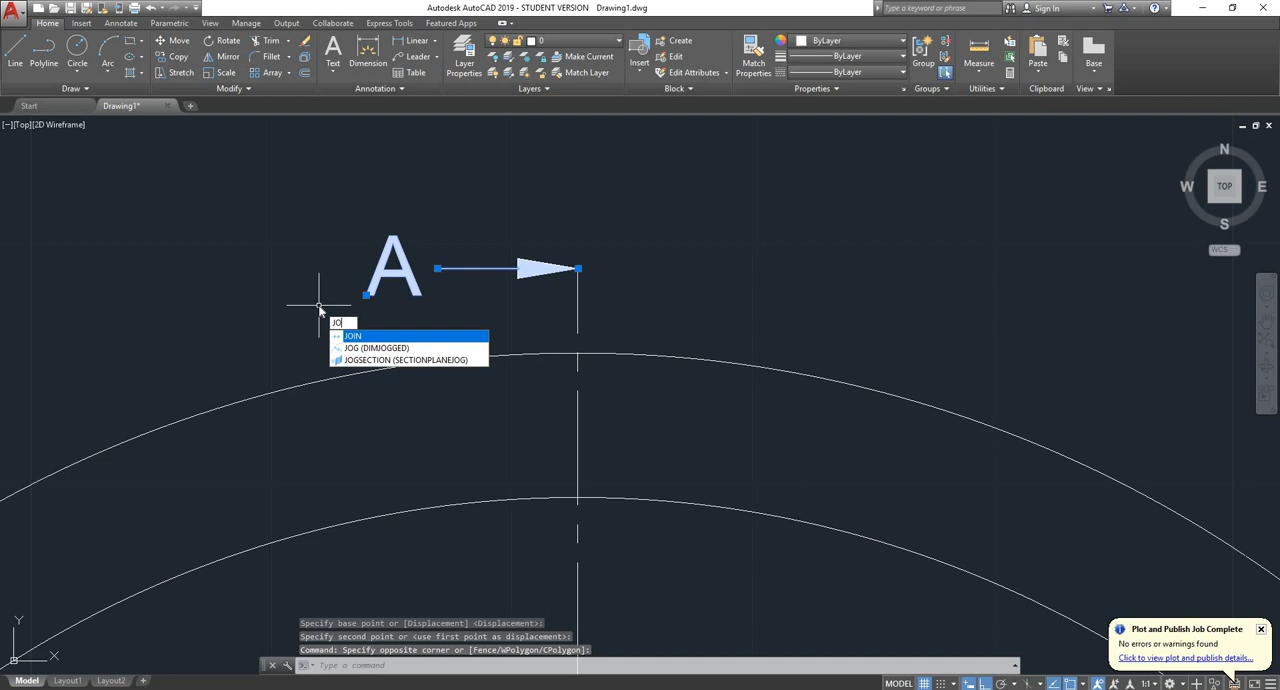 Autodesk AutoCAD 2019 - STUDENT VERSION Drawing1.dwg
Type a keyword or phrase
Sign In
Home Insert Annotate Parametric View Manage Output Collaborate Express Tools Featured Apps
Line Polyline Circle Arc
Move Rotate Trim
Copy Mirror Fillet
Stretch Scale Array
Text Dimension
Linear
Leader
Table
Layer Properties
0
Make Current
Match Layer
Insert
Create
Edit
Edit Attributes
Match Properties
ByLayer
ByLayer
ByLayer
Group
Measure
Paste
Base
Draw Modify Annotation Layers Block Properties Groups Utilities Clipboard View
Start Drawing1*
[−][Top][2D Wireframe]
N
W TOP E
S
WCS
A
JO
JOIN
JOG (DIMJOGGED)
JOGSECTION (SECTIONPLANEJOG)
Y
X
Specify base point or [Displacement] <Displacement>:
Specify second point or <use first point as displacement>:
Command: Specify opposite corner or [Fence/WPolygon/CPolygon]:
Type a command
Plot and Publish Job Complete
No errors or warnings found
Click to view plot and publish details...
Model Layout1 Layout2
MODEL 1:1